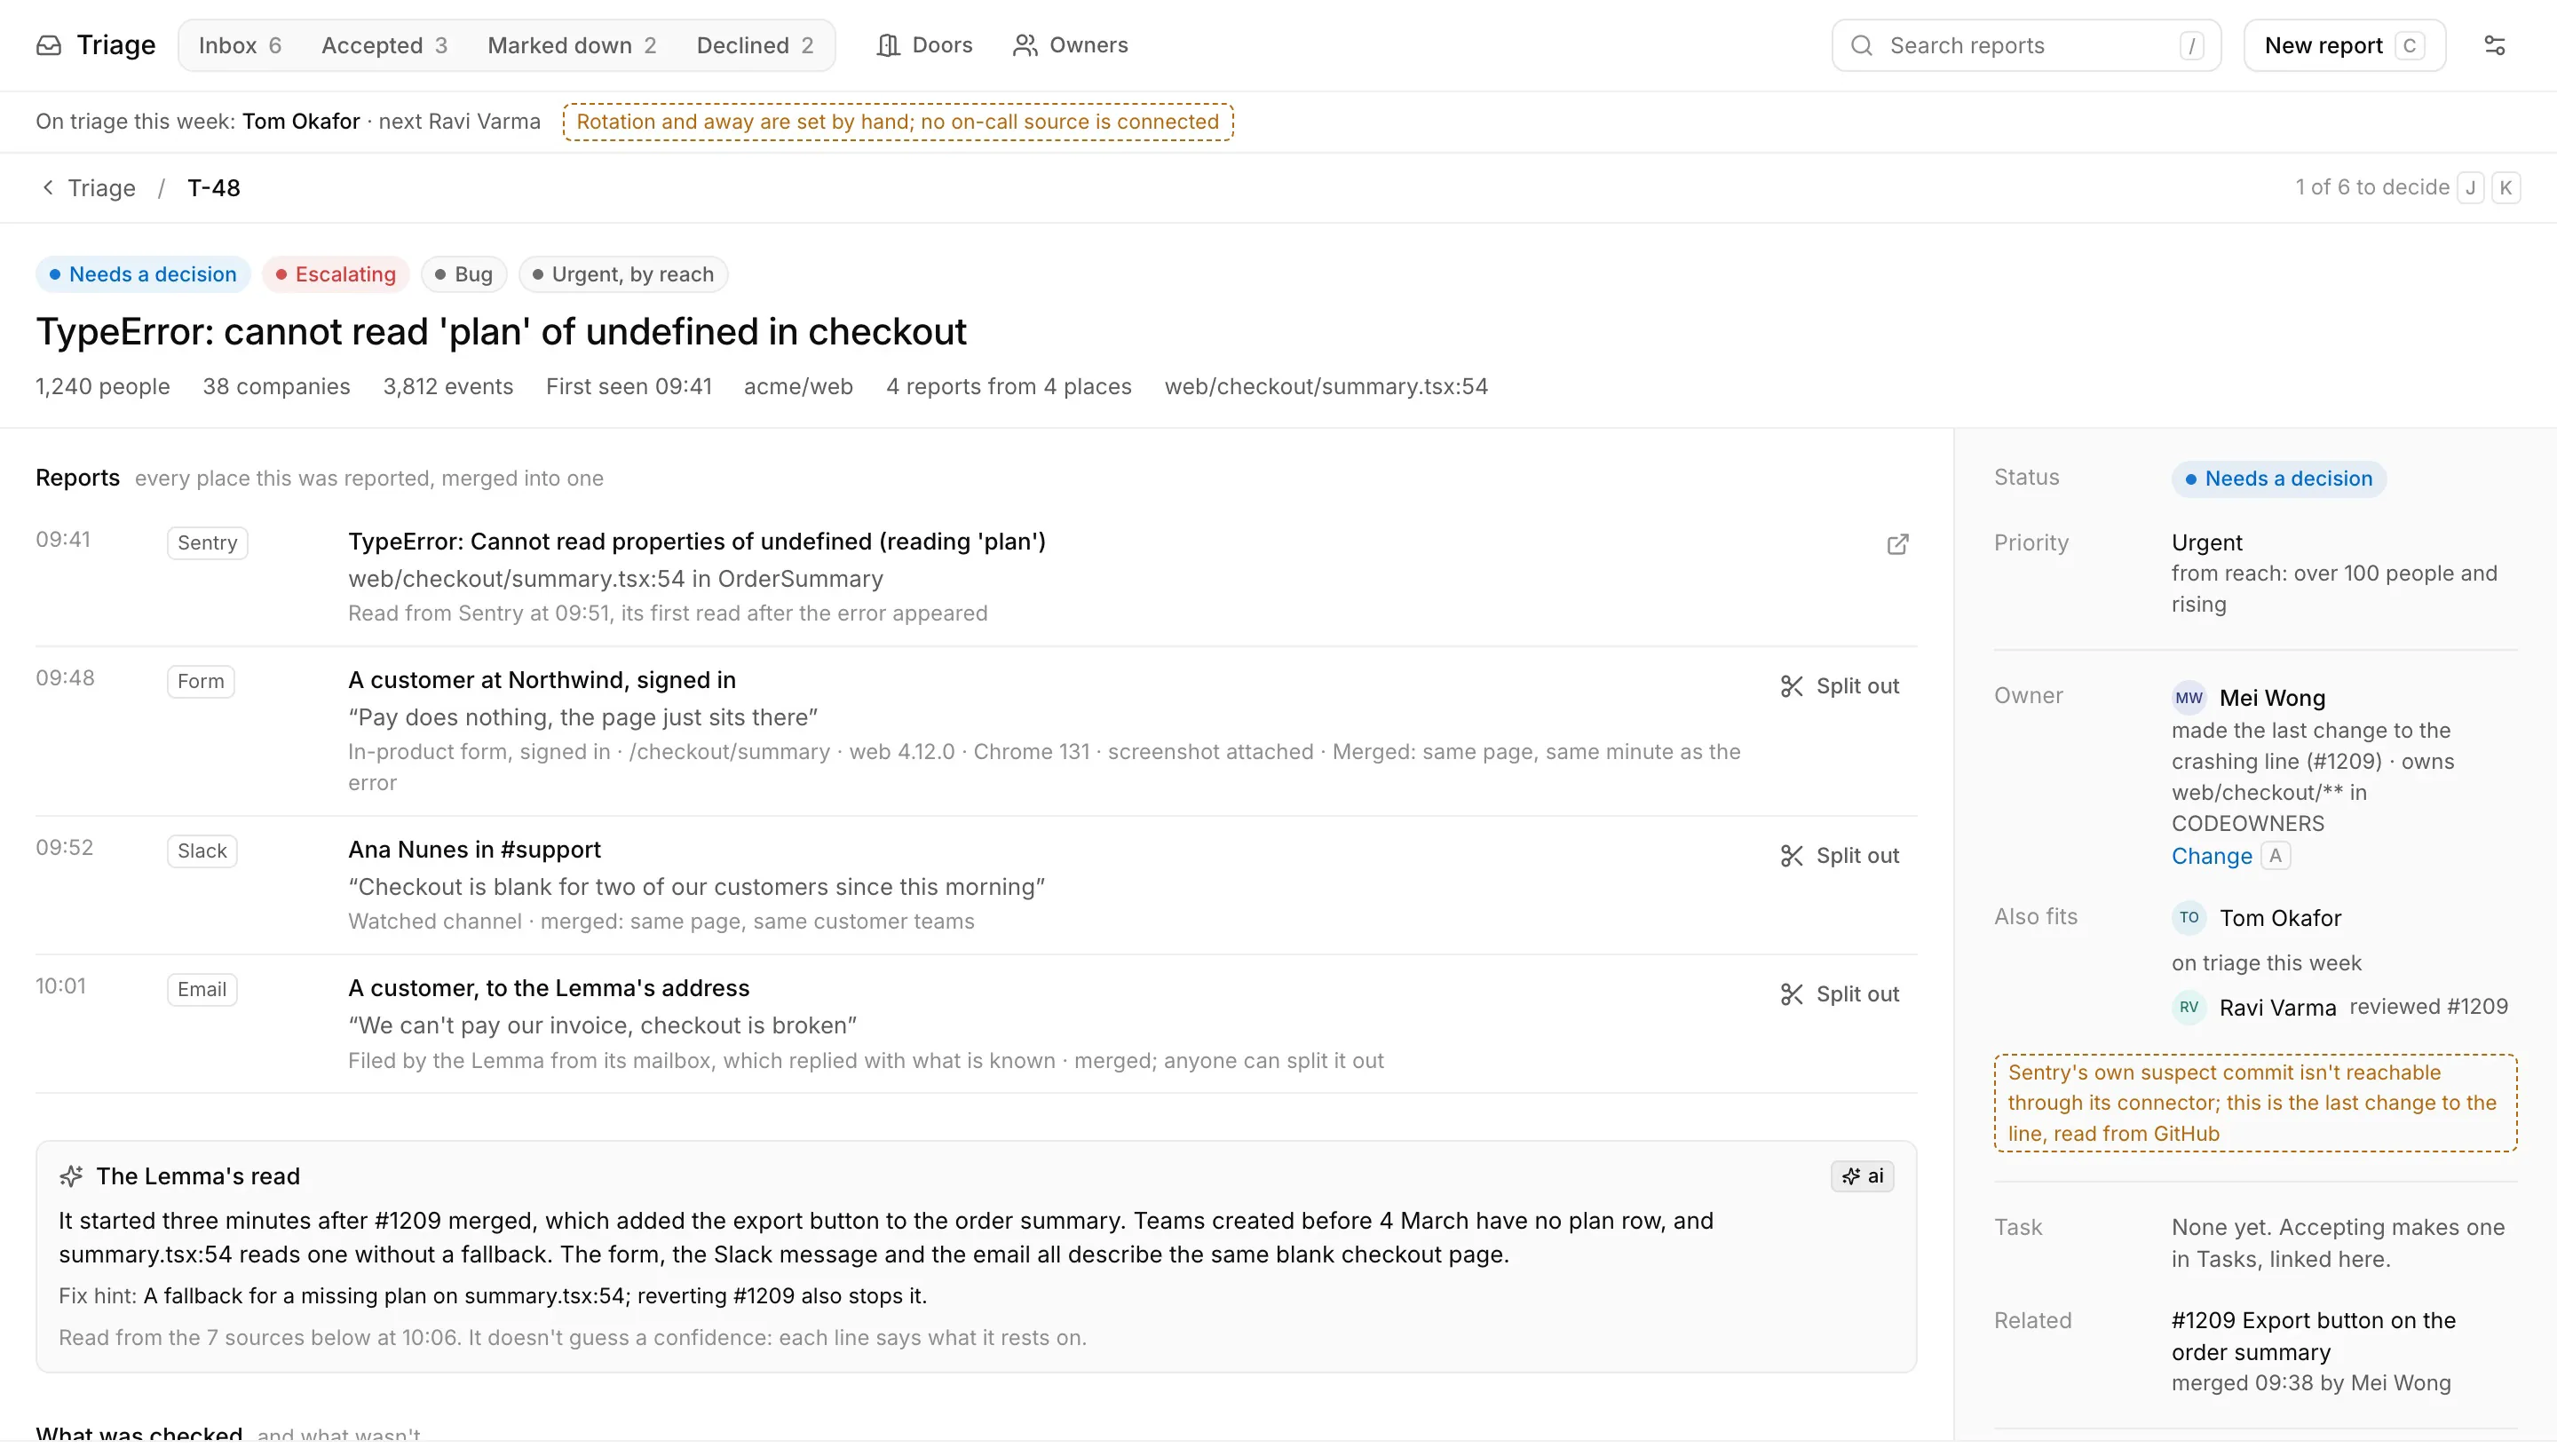 Triage Inbox 6 Accepted 3 Marked down 2 Declined 2 Doors Owners Search reports / New report C
On triage this week: Tom Okafor · next Ravi Varma Rotation and away are set by hand; no on-call source is connected
Triage / T-48 1 of 6 to decide J K
Needs a decision Escalating Bug Urgent, by reach
TypeError: cannot read 'plan' of undefined in checkout
1,240 people 38 companies 3,812 events First seen 09:41 acme/web 4 reports from 4 places web/checkout/summary.tsx:54
Reports every place this was reported, merged into one
09:41 Sentry TypeError: Cannot read properties of undefined (reading 'plan')
web/checkout/summary.tsx:54 in OrderSummary
Read from Sentry at 09:51, its first read after the error appeared
09:48 Form A customer at Northwind, signed in Split out
“Pay does nothing, the page just sits there”
In-product form, signed in · /checkout/summary · web 4.12.0 · Chrome 131 · screenshot attached · Merged: same page, same minute as the
error
09:52 Slack Ana Nunes in #support Split out
“Checkout is blank for two of our customers since this morning”
Watched channel · merged: same page, same customer teams
10:01 Email A customer, to the Lemma's address Split out
“We can't pay our invoice, checkout is broken”
Filed by the Lemma from its mailbox, which replied with what is known · merged; anyone can split it out
The Lemma's read ai
It started three minutes after #1209 merged, which added the export button to the order summary. Teams created before 4 March have no plan row, and
summary.tsx:54 reads one without a fallback. The form, the Slack message and the email all describe the same blank checkout page.
Fix hint: A fallback for a missing plan on summary.tsx:54; reverting #1209 also stops it.
Read from the 7 sources below at 10:06. It doesn't guess a confidence: each line says what it rests on.
What was checked and what wasn't
Status Needs a decision
Priority Urgent
from reach: over 100 people and
rising
Owner MW Mei Wong
made the last change to the
crashing line (#1209) · owns
web/checkout/** in
CODEOWNERS
Change A
Also fits TO Tom Okafor
on triage this week
RV Ravi Varma reviewed #1209
Sentry's own suspect commit isn't reachable
through its connector; this is the last change to the
line, read from GitHub
Task None yet. Accepting makes one
in Tasks, linked here.
Related #1209 Export button on the
order summary
merged 09:38 by Mei Wong